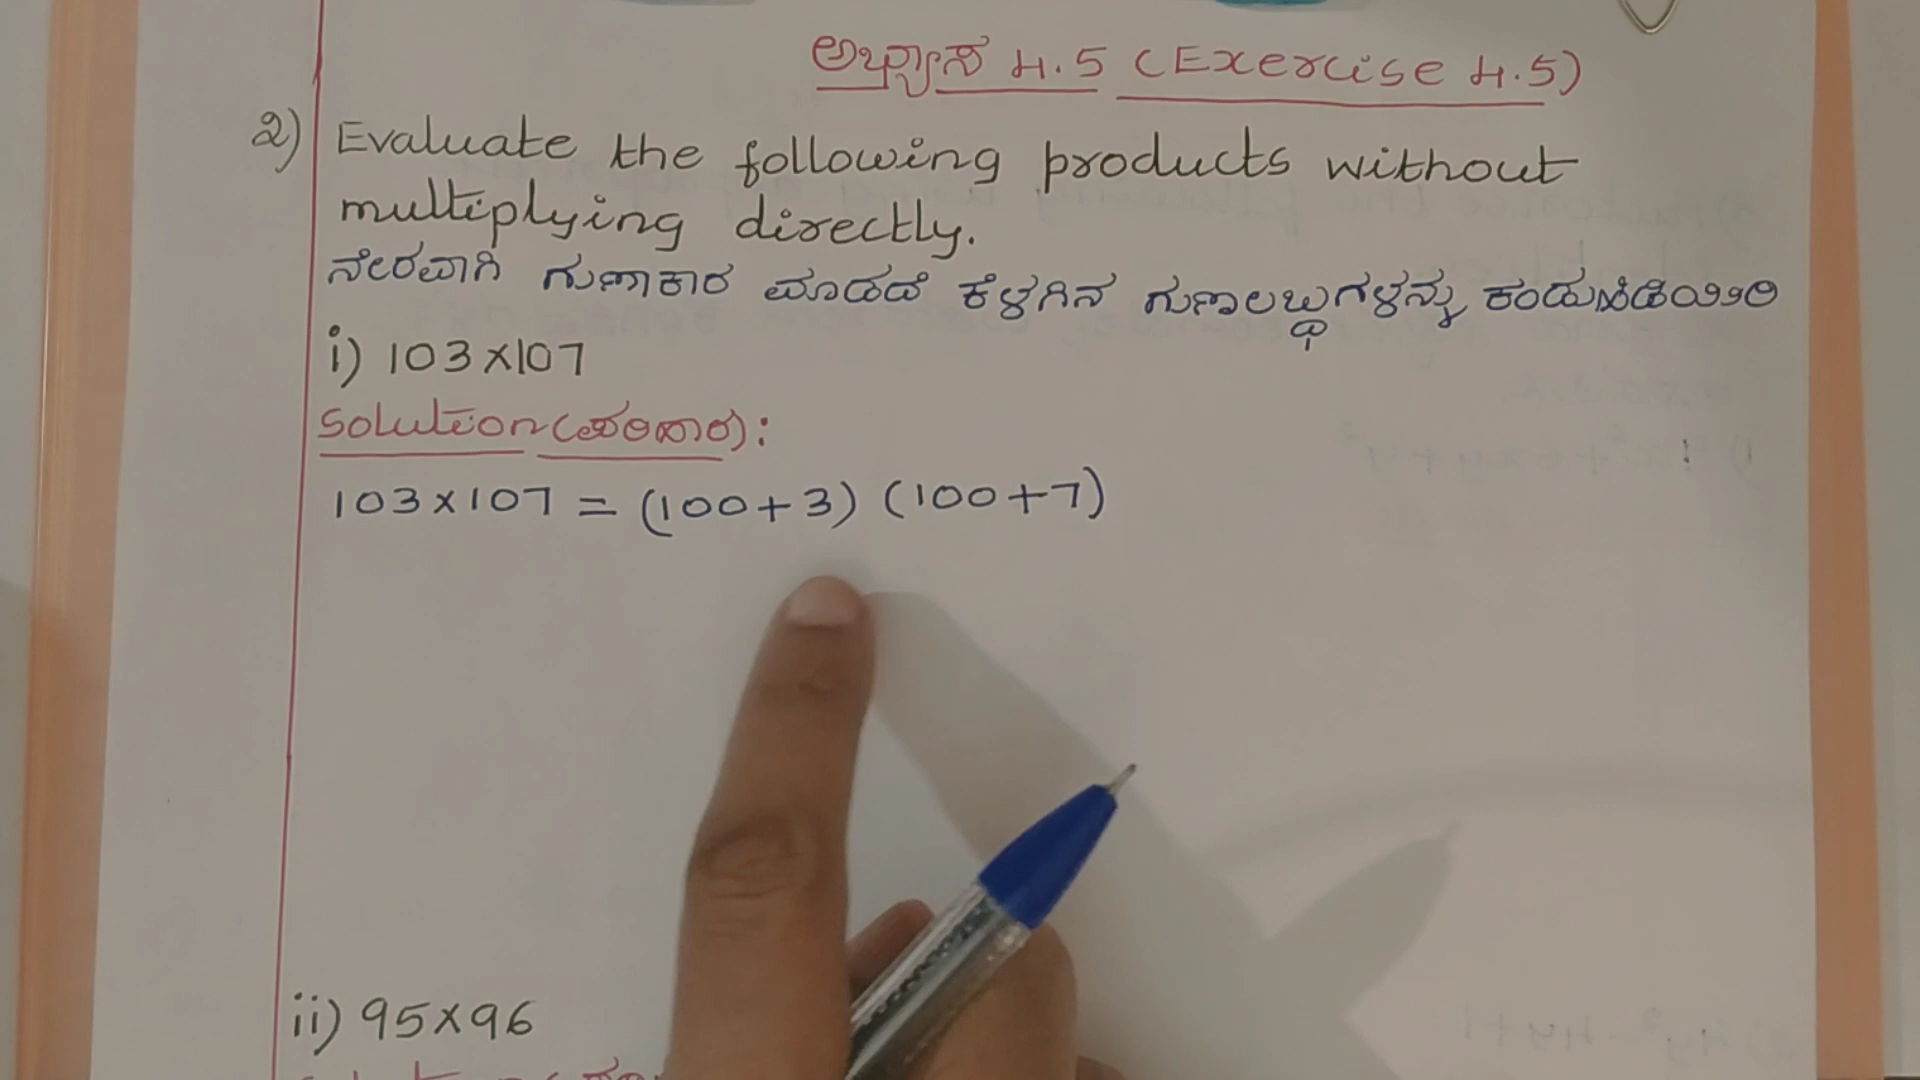 ಅಭ್ಯಾಸ 4.5 (Exercise 4.5)
2) Evaluate the following products without
multiplying directly.
ನೇರವಾಗಿ ಗುಣಾಕಾರ ಮಾಡದೆ ಕೆಳಗಿನ ಗುಣಲಬ್ಧಗಳನ್ನು ಕಂಡುಹಿಡಿಯಿರಿ
i) 103×107
Solution (ಪರಿಹಾರ):
103×107 = (100+3) (100+7)
ii) 95×96